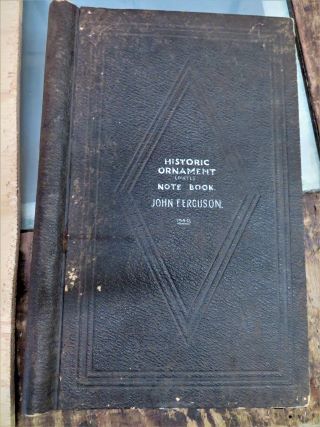 HISTORIC
ORNAMENT
NOTE BOOK
JOHN FERGUSON.